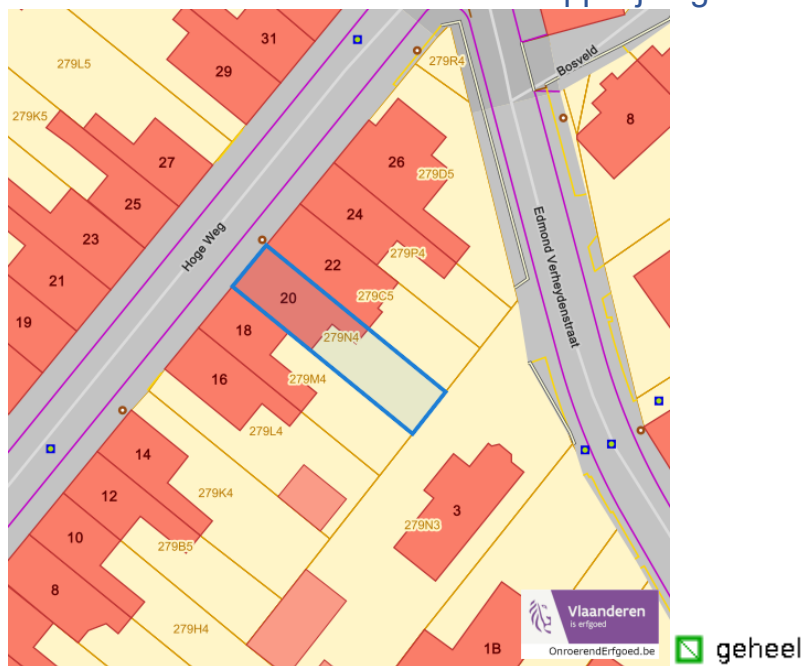 31
29
279L5
279R4
Bosveld
279K5
8
27
26
279D5
25
24
23
Hoge Weg
22
279P4
21
20
279C5
Edmond Verheydenstraat
19
18
279N4
16
279M4
279L4
14
12
279K4
3
279N3
10
279B5
8
279H4
1B
Vlaanderen
is erfgoed
OnroerendErfgoed.be
geheel